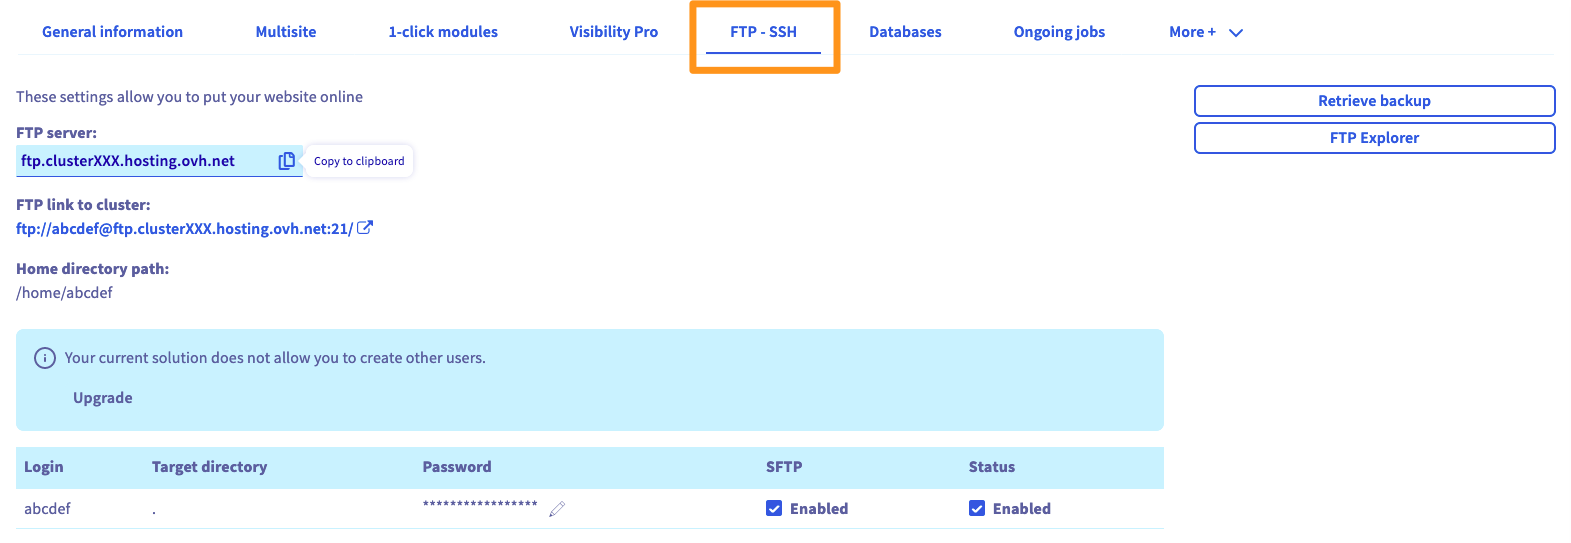 General information Multisite 1-click modules Visibility Pro FTP - SSH Databases Ongoing jobs More +
These settings allow you to put your website online
Retrieve backup
FTP Explorer
FTP server:
ftp.clusterXXX.hosting.ovh.net Copy to clipboard
FTP link to cluster:
ftp://abcdef@ftp.clusterXXX.hosting.ovh.net:21/
Home directory path:
/home/abcdef
Your current solution does not allow you to create other users.
Upgrade
Login Target directory Password SFTP Status
abcdef . ***************** Enabled Enabled